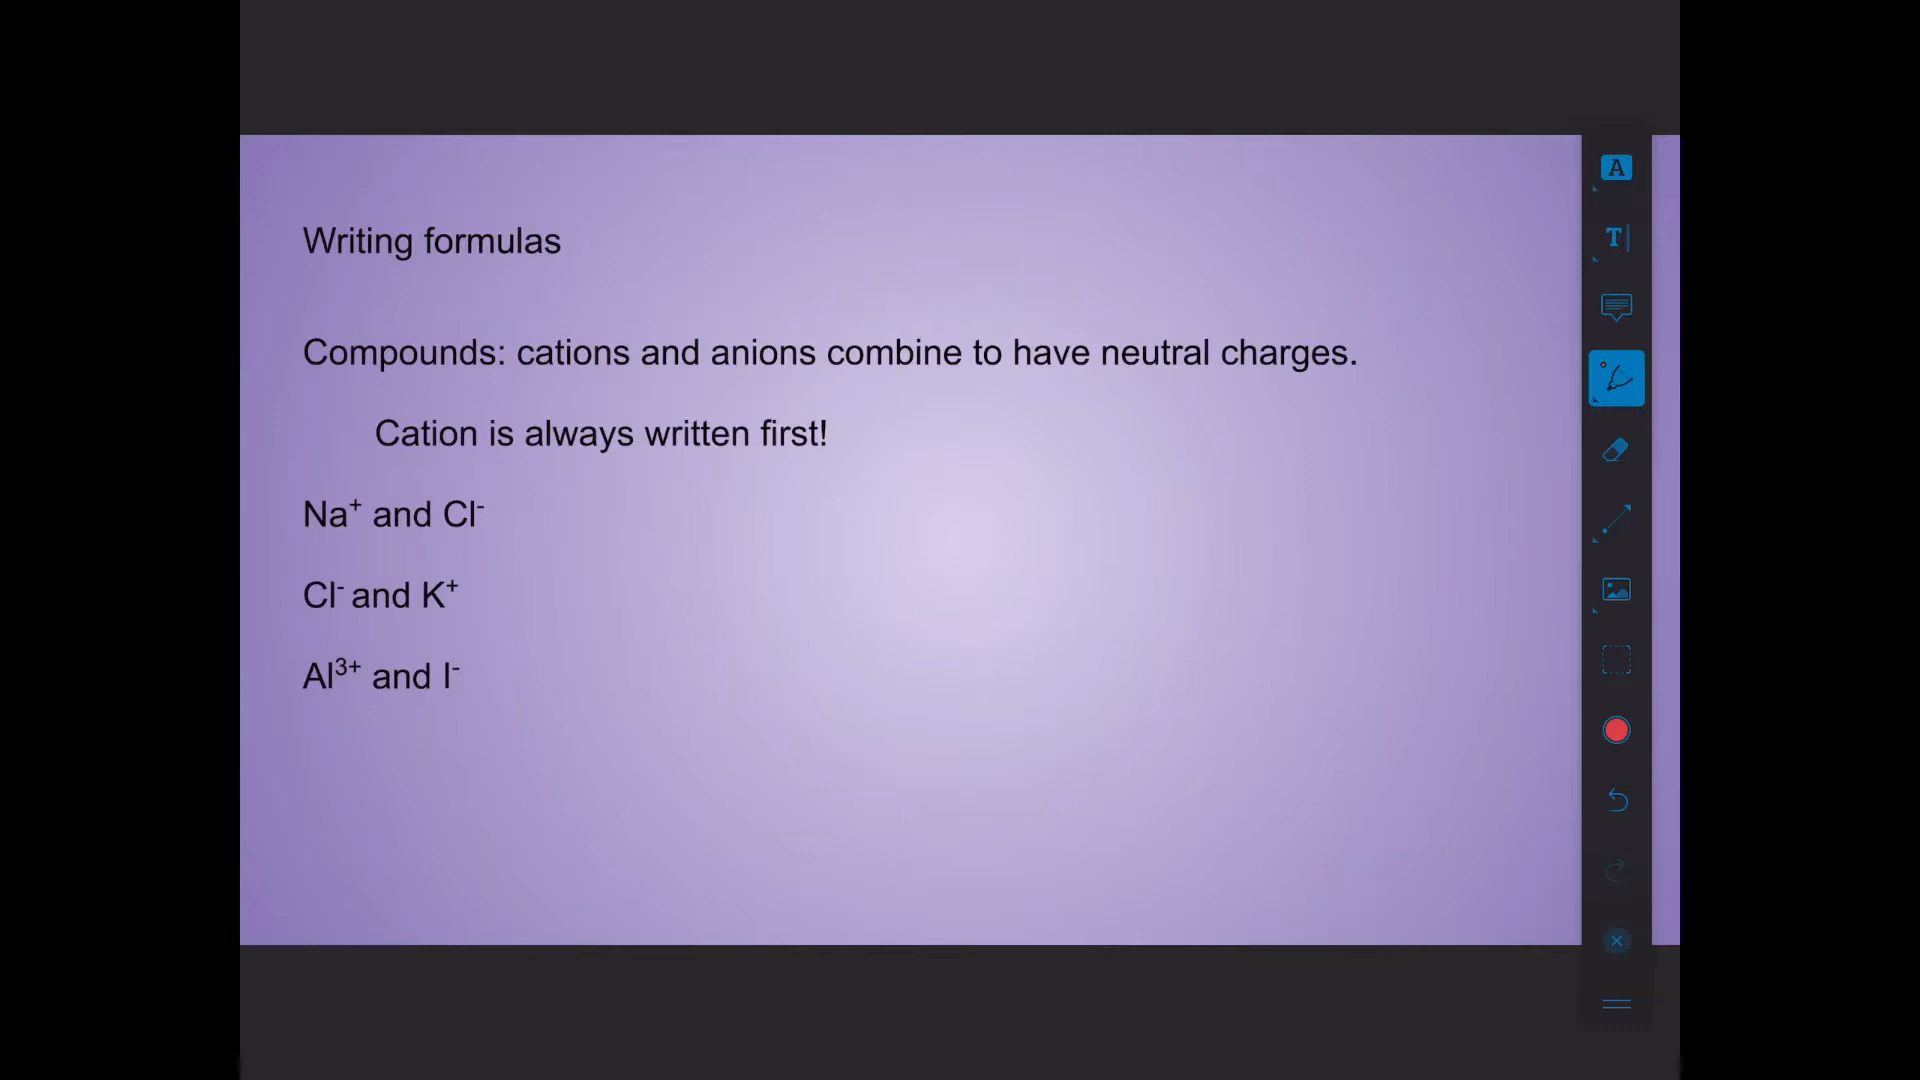 Writing formulas
Compounds: cations and anions combine to have neutral charges.
Cation is always written first!
Na⁺ and Cl⁻
Cl⁻ and K⁺
Al³⁺ and I⁻
A
T